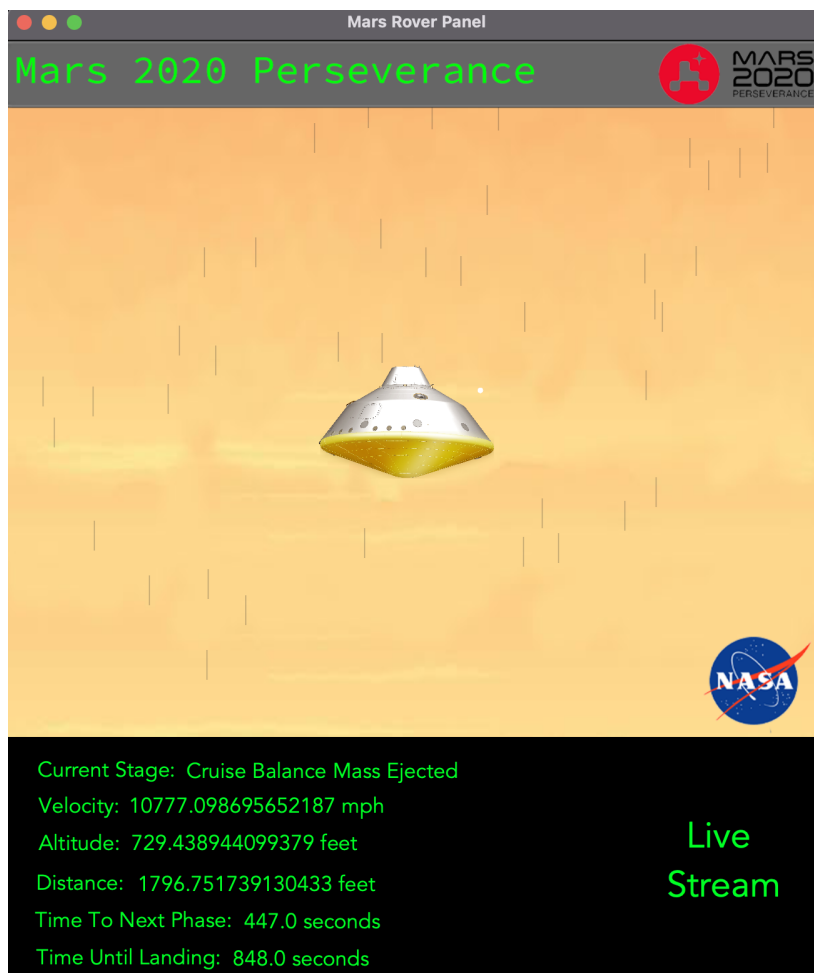 Mars Rover Panel
Mars 2020 Perseverance
MARS
2020
PERSEVERANCE
NASA
Current Stage: Cruise Balance Mass Ejected
Velocity: 10777.098695652187 mph
Altitude: 729.438944099379 feet
Distance: 1796.751739130433 feet
Time To Next Phase: 447.0 seconds
Time Until Landing: 848.0 seconds
Live
Stream